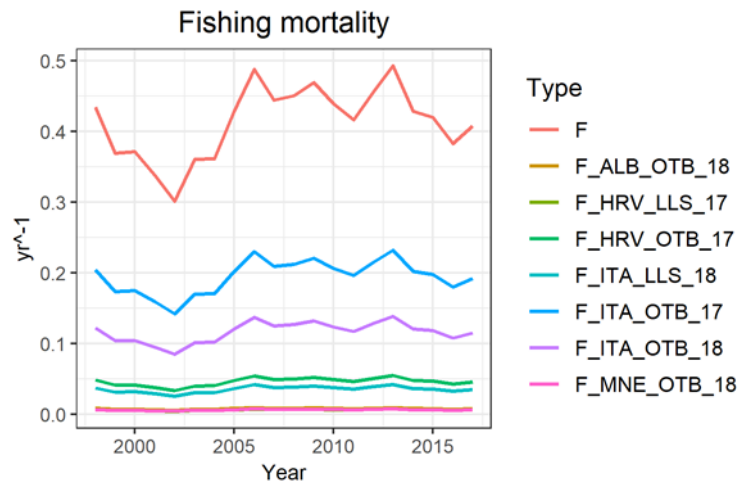 Fishing mortality
0.5
0.4
0.3
0.2
0.1
0.0
yr^-1
2000 2005 2010 2015
Year
Type
F
F_ALB_OTB_18
F_HRV_LLS_17
F_HRV_OTB_17
F_ITA_LLS_18
F_ITA_OTB_17
F_ITA_OTB_18
F_MNE_OTB_18